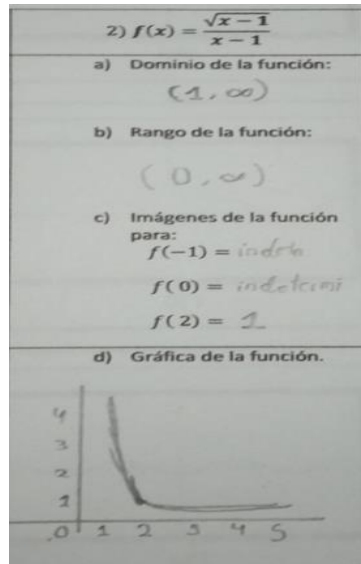 2) f(x) = √x − 1 / x − 1
a) Dominio de la función:
(1, ∞)
b) Rango de la función:
(0, ∞)
c) Imágenes de la función
para:
f(−1) =
f( 0) =
f( 2) = 1
d) Gráfica de la función.
4
3
2
1
0 1 2 3 4 5